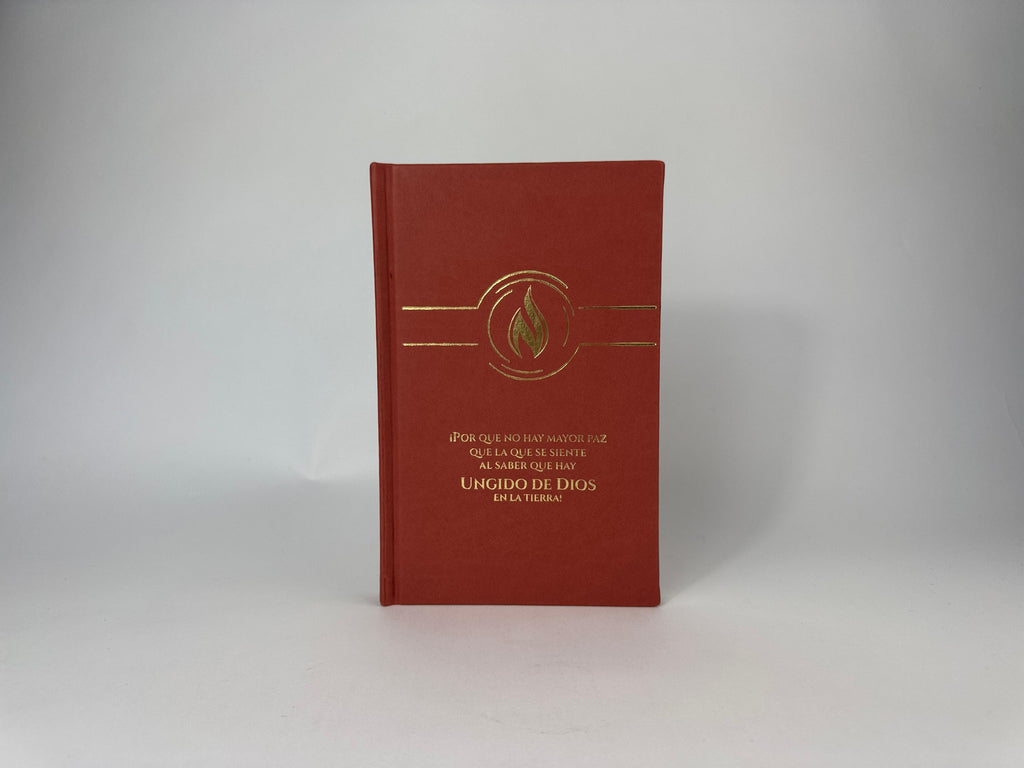 ¡Por que no hay mayor paz
que la que se siente
al saber que hay
Ungido de Dios
en la tierra!